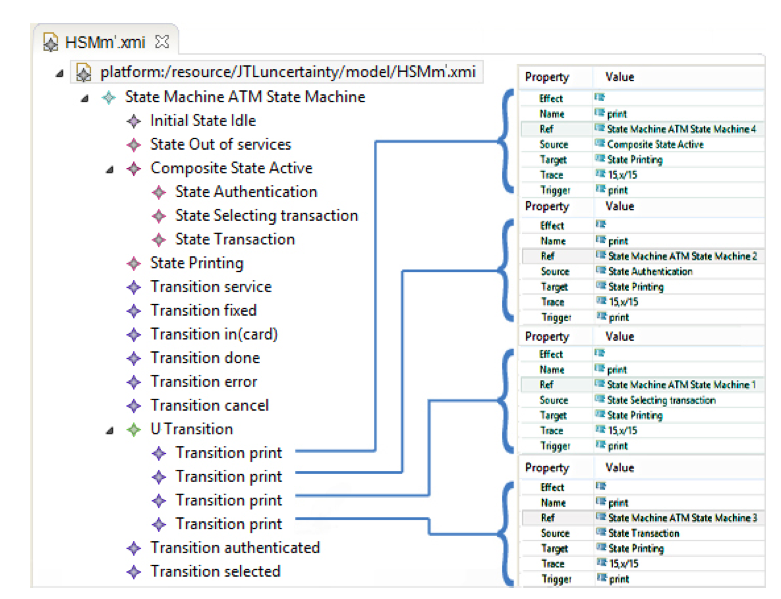 HSMm'.xmi
platform:/resource/JTLuncertainty/model/HSMm'.xmi
State Machine ATM State Machine
Initial State Idle
State Out of services
Composite State Active
State Authentication
State Selecting transaction
State Transaction
State Printing
Transition service
Transition fixed
Transition in(card)
Transition done
Transition error
Transition cancel
U Transition
Transition print
Transition print
Transition print
Transition print
Transition authenticated
Transition selected
Property Value
Effect
Name print
Ref State Machine ATM State Machine 4
Source Composite State Active
Target State Printing
Trace 15,x/15
Trigger print
Property Value
Effect
Name print
Ref State Machine ATM State Machine 2
Source State Authentication
Target State Printing
Trace 15,x/15
Trigger print
Property Value
Effect
Name print
Ref State Machine ATM State Machine 1
Source State Selecting transaction
Target State Printing
Trace 15,x/15
Trigger print
Property Value
Effect
Name print
Ref State Machine ATM State Machine 3
Source State Transaction
Target State Printing
Trace 15,x/15
Trigger print